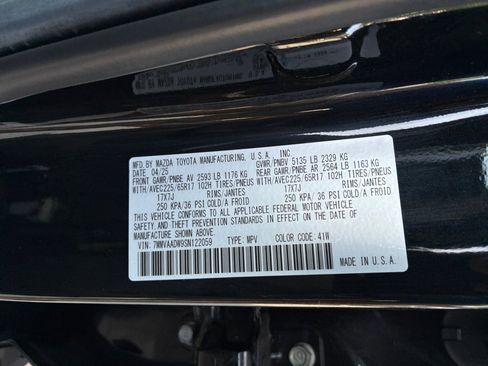 MFD. BY MAZDA TOYOTA MANUFACTURING, U.S.A., INC.
DATE: 04/25 GVWR/PNBV 5135 LB 2329 KG
FRONT GAWR/PNBE AV 2593 LB 1176 KG REAR GAWR/PNBE AR 2564 LB 1163 KG
WITH/AVEC225/65R17 102H TIRES/PNEUS WITH/AVEC225/65R17 102H TIRES/PNEUS
17X7J RIMS/JANTES 17X7J RIMS/JANTES
250 KPA/36 PSI COLD/A FROID 250 KPA/36 PSI COLD/A FROID
THIS VEHICLE CONFORMS TO ALL APPLICABLE FEDERAL MOTOR VEHICLE
SAFETY, AND THEFT PREVENTION STANDARDS IN EFFECT ON THE DATE OF
MANUFACTURE SHOWN ABOVE.
VIN: 7MMVAADW9SN122059 TYPE: MPV COLOR CODE: 41W
MADE IN U.S.A.